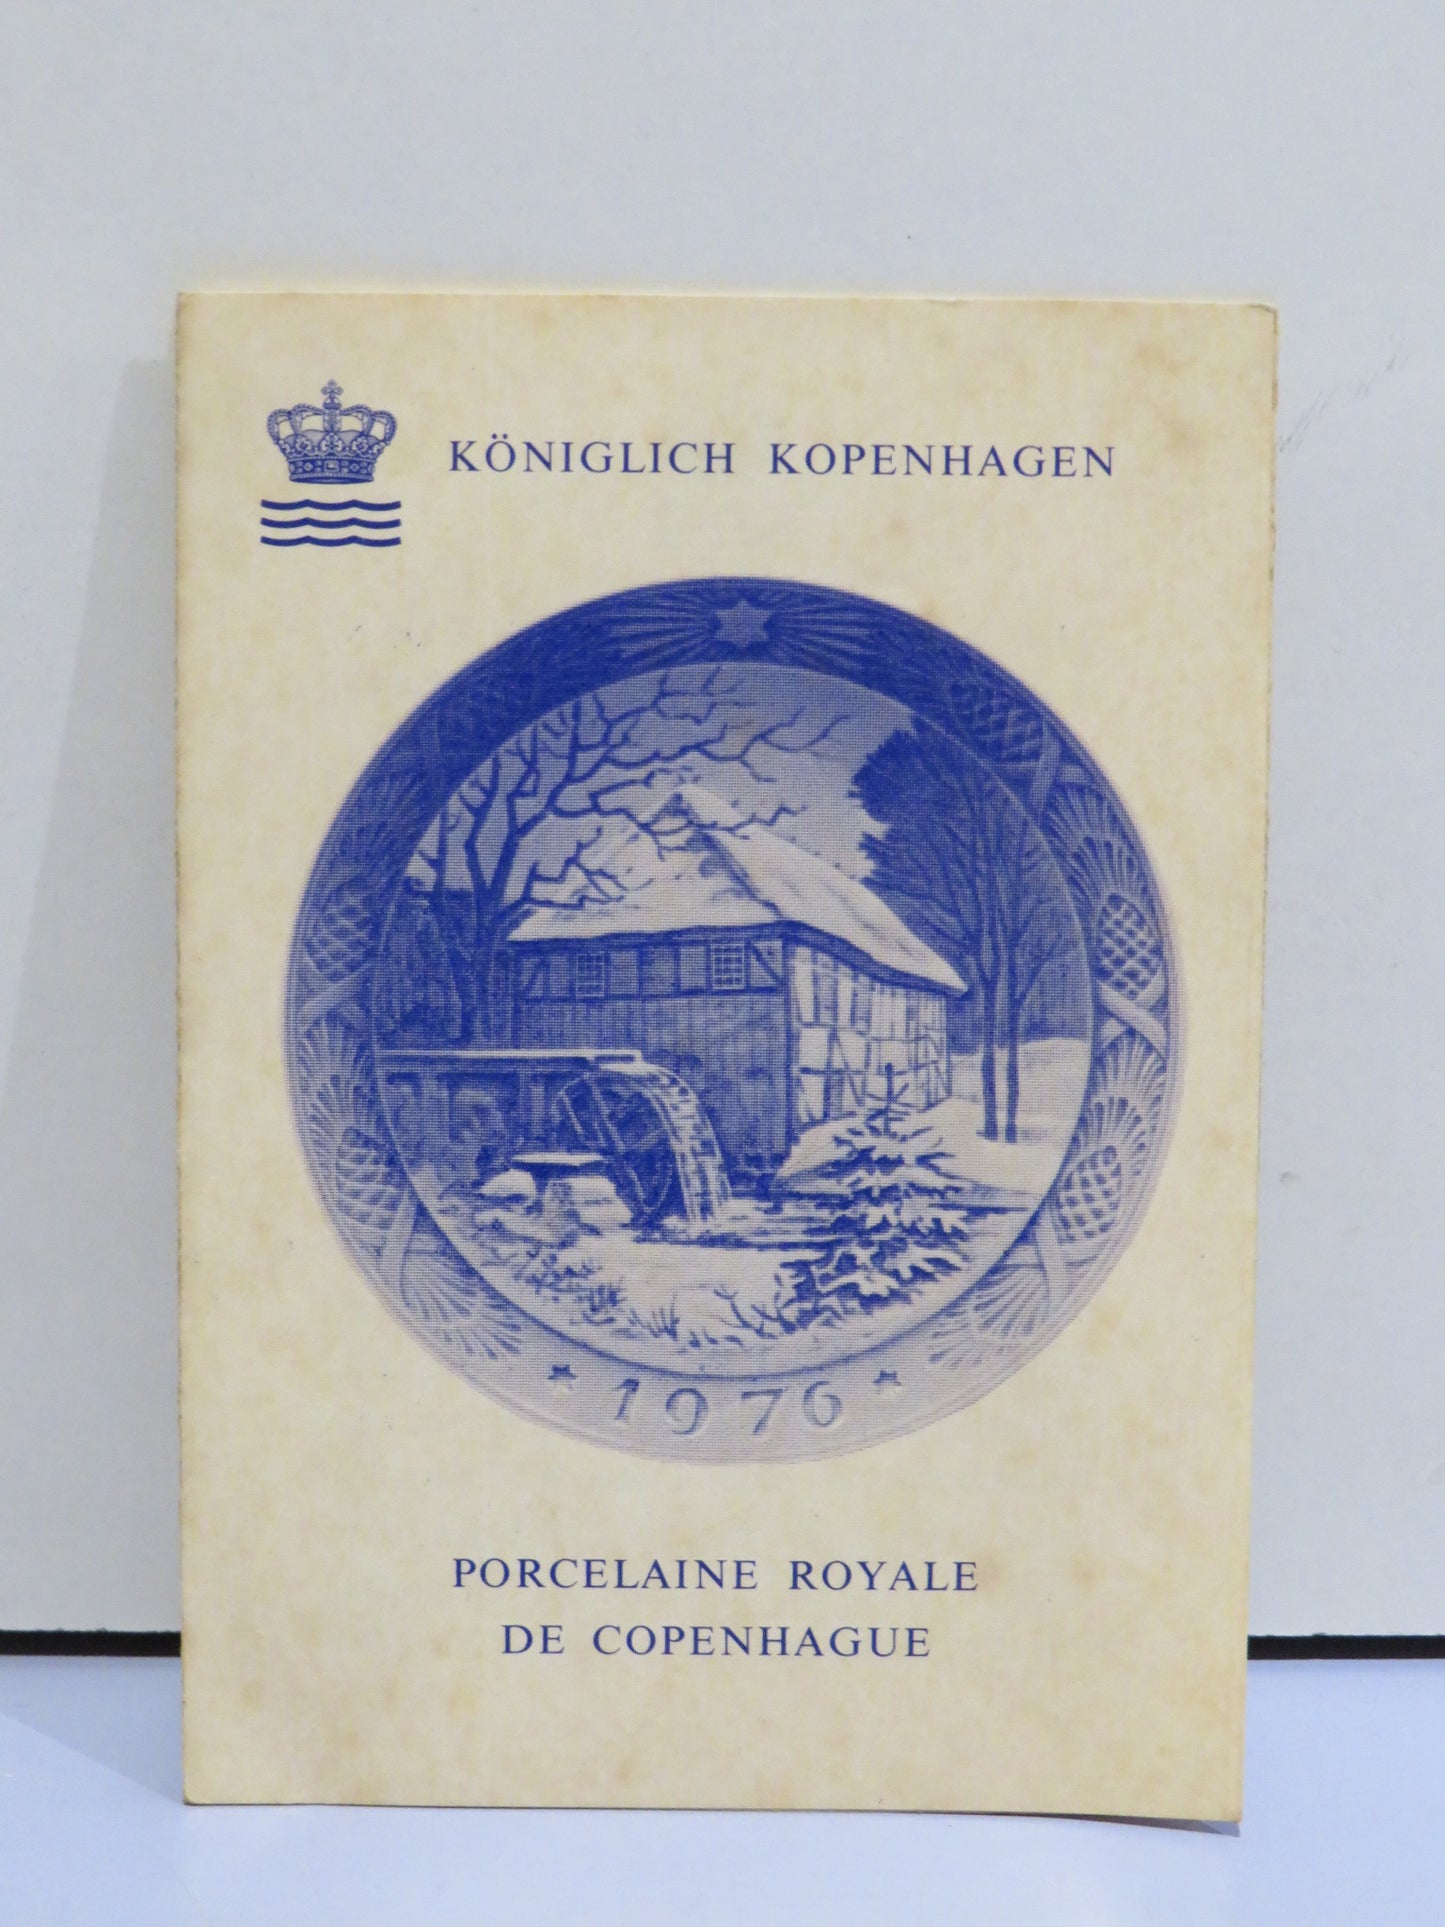 KÖNIGLICH KOPENHAGEN
1976
PORCELAINE ROYALE
DE COPENHAGUE